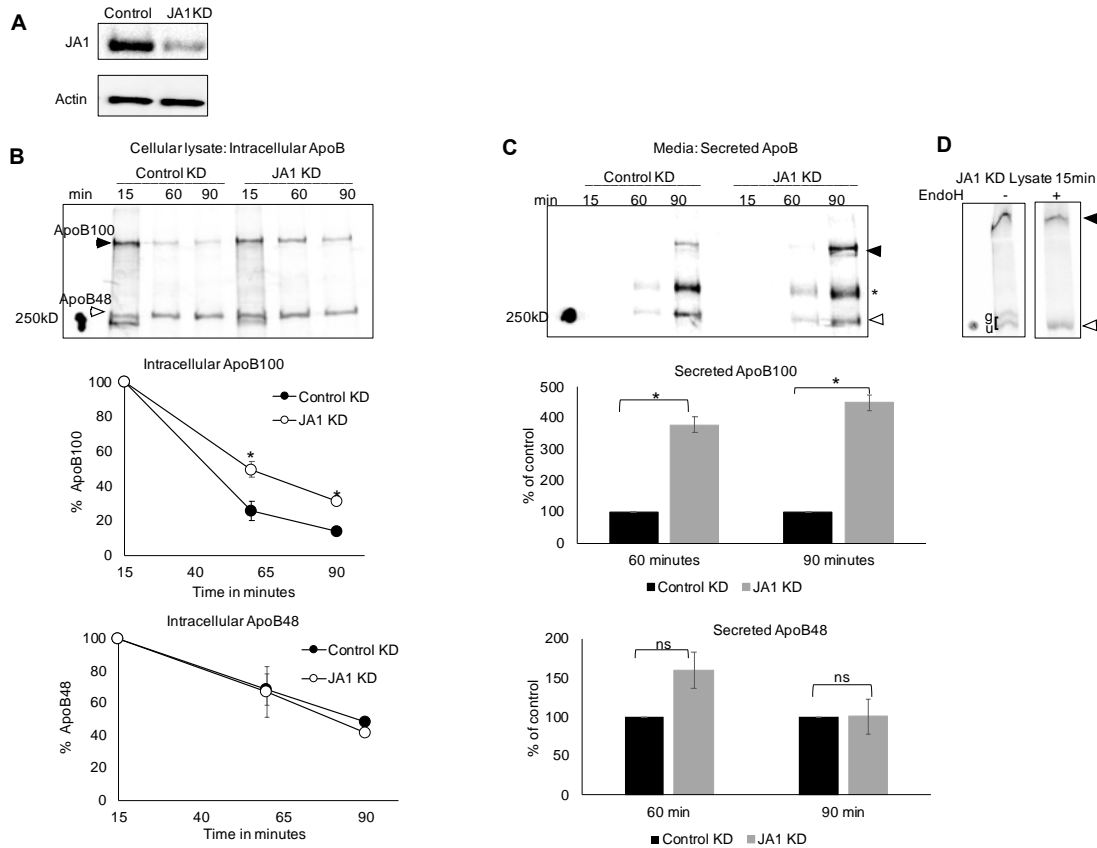 A
Control JA1KD
JA1
Actin
B
Cellular lysate: Intracellular ApoB
Control KD JA1 KD
min 15 60 90 15 60 90
ApoB100
ApoB48
250kD
Intracellular ApoB100
% ApoB100
100
80
60
40
20
0
Control KD
JA1 KD
*
*
15 40 65 90
Time in minutes
Intracellular ApoB48
% ApoB48
100
80
60
40
20
0
Control KD
JA1 KD
15 40 65 90
Time in minutes
C
Media: Secreted ApoB
Control KD JA1 KD
min 15 60 90 15 60 90
*
250kD
Secreted ApoB100
% of control
500
400
300
200
100
0
* *
60 minutes 90 minutes
Control KD JA1 KD
Secreted ApoB48
% of control
200
150
100
50
0
ns ns
60 min 90 min
Control KD JA1 KD
D
JA1 KD Lysate 15min
EndoH - +
g
u